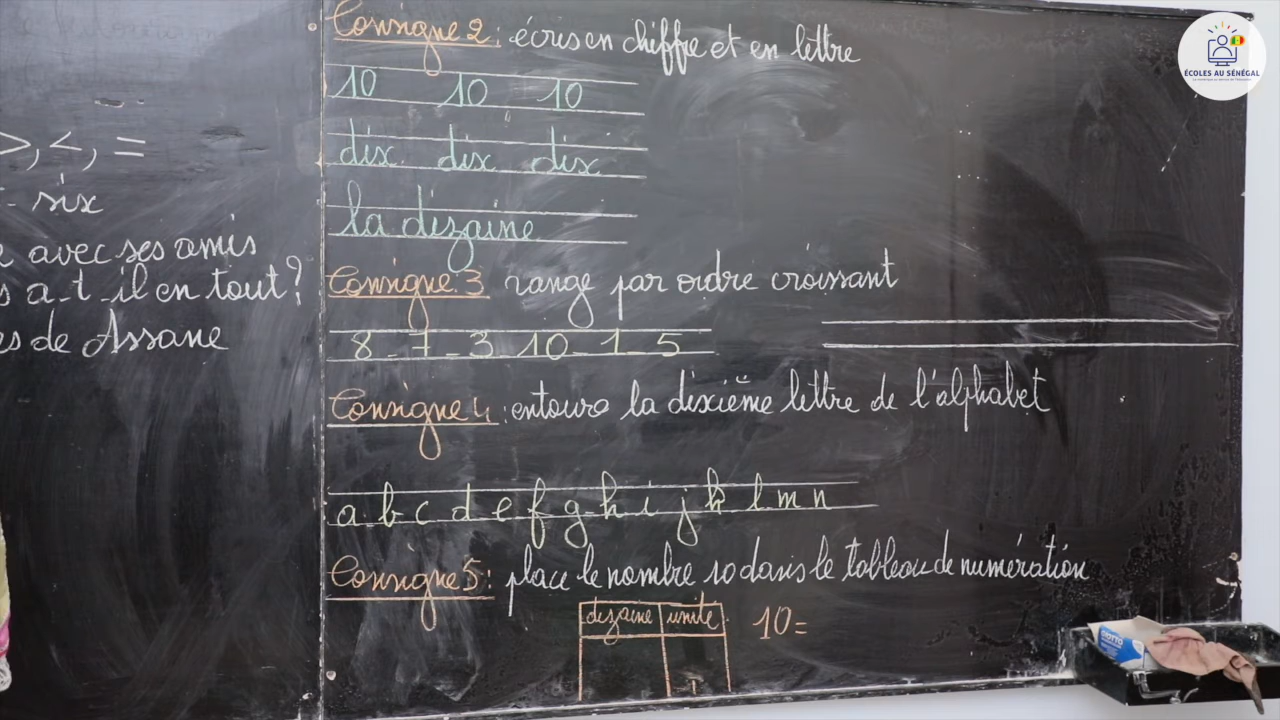 >, <, =
six
avec ses amis
a-t-il en tout?
de Assane
Consigne 2: écris en chiffre et en lettre
10 10 10
dix dix dix
la dizaine
Consigne 3 range par ordre croissant
8-7-3-10-1-5
Consigne 4: entoure la dixième lettre de l'alphabet
a b c d e f g h i j k l m n
Consigne 5: place le nombre 10 dans le tableau de numération
dizaine unité 10=
ÉCOLES AU SÉNÉGAL